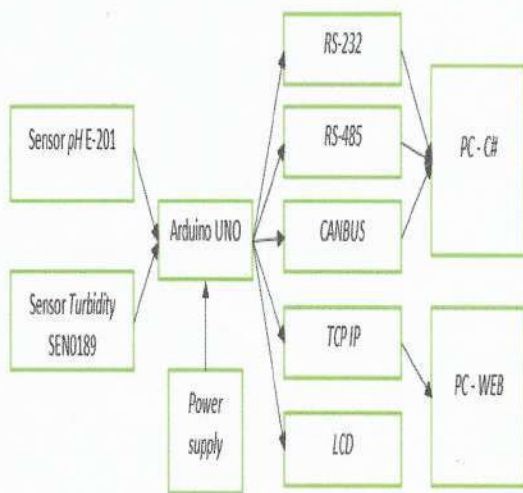 RS-232
Sensor pH E-201
RS-485
PC - C#
Arduino UNO
CANBUS
Sensor Turbidity
SEN0189
TCP IP
PC - WEB
Power
supply
LCD